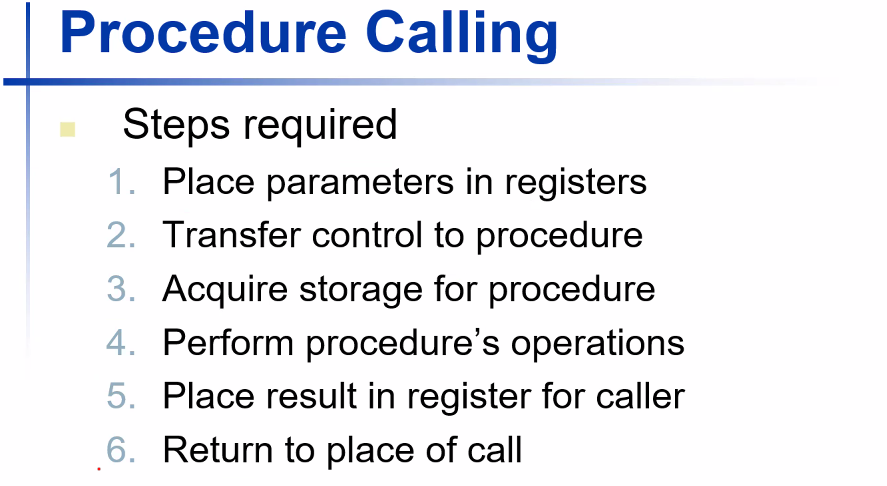 Procedure Calling
Steps required
1. Place parameters in registers
2. Transfer control to procedure
3. Acquire storage for procedure
4. Perform procedure’s operations
5. Place result in register for caller
6. Return to place of call